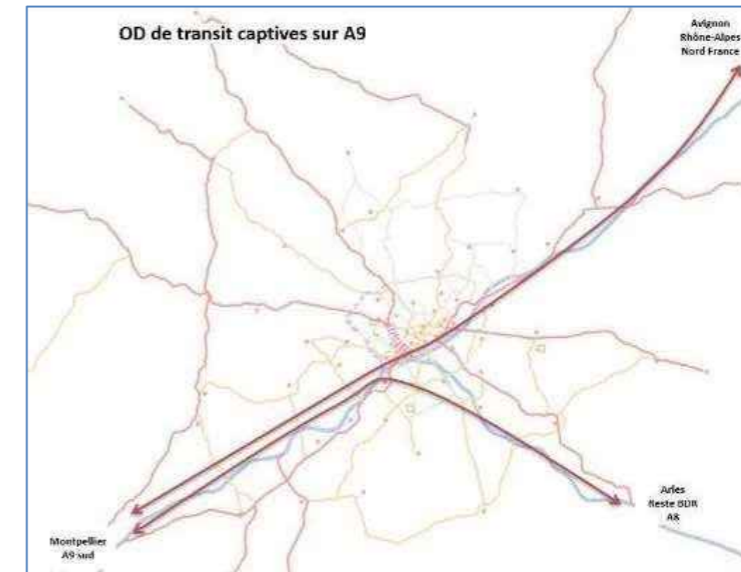 OD de transit captives sur A9
Avignon
Rhône-Alpes
Nord France
Arles
Reste BDR
A8
Montpellier
A9 sud